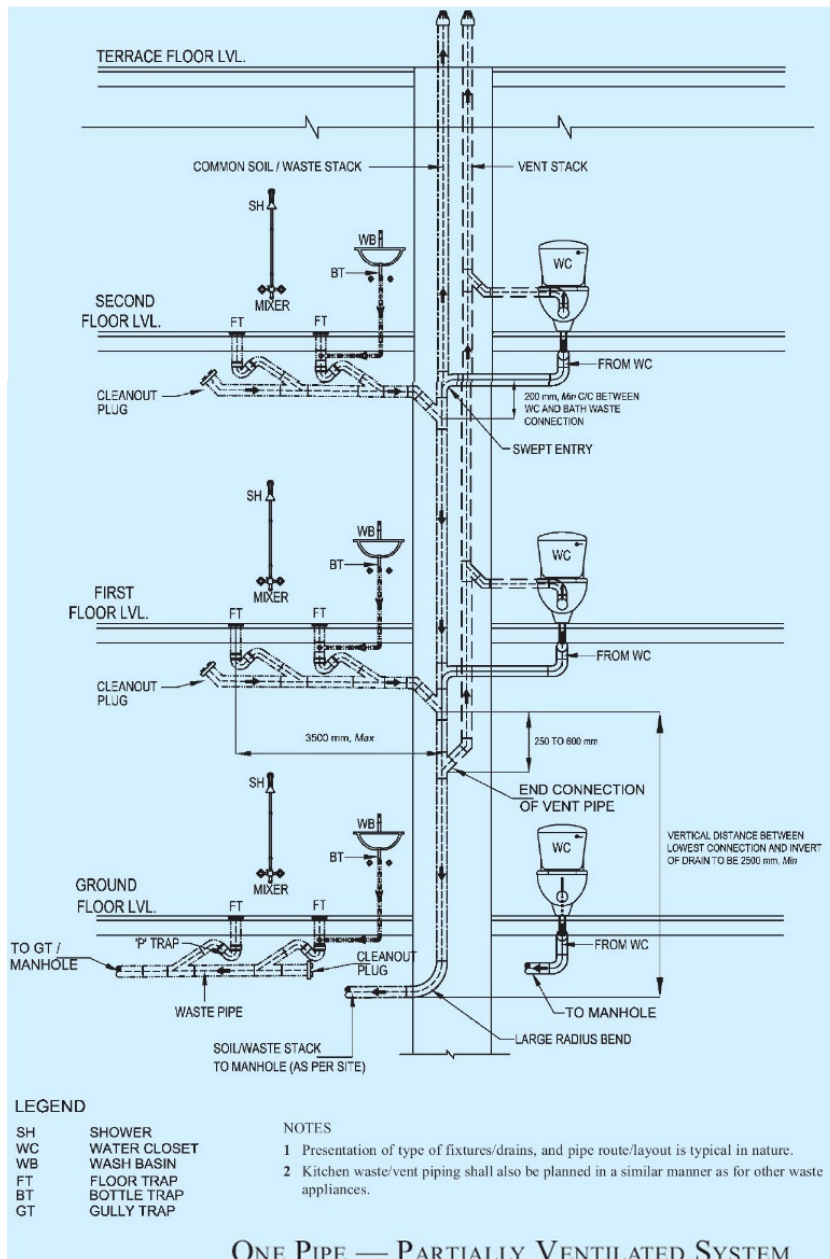 TERRACE FLOOR LVL.
COMMON SOIL / WASTE STACK
VENT STACK
SH
WB
WC
BT
MIXER
SECOND
FLOOR LVL.
FT
FT
FROM WC
CLEANOUT
PLUG
200 mm, Min C/C BETWEEN
WC AND BATH WASTE
CONNECTION
SWEPT ENTRY
SH
WB
WC
BT
MIXER
FIRST
FLOOR LVL.
FT
FT
FROM WC
CLEANOUT
PLUG
3500 mm, Max
250 TO 600 mm
SH
END CONNECTION
OF VENT PIPE
WB
WC
VERTICAL DISTANCE BETWEEN
LOWEST CONNECTION AND INVERT
OF DRAIN TO BE 2500 mm, Min
BT
MIXER
GROUND
FLOOR LVL.
FT
FT
TO GT /
MANHOLE
'P' TRAP
CLEANOUT
PLUG
FROM WC
WASTE PIPE
TO MANHOLE
SOIL/WASTE STACK
TO MANHOLE (AS PER SITE)
LARGE RADIUS BEND
LEGEND
SH SHOWER
WC WATER CLOSET
WB WASH BASIN
FT FLOOR TRAP
BT BOTTLE TRAP
GT GULLY TRAP
NOTES
1 Presentation of type of fixtures/drains, and pipe route/layout is typical in nature.
2 Kitchen waste/vent piping shall also be planned in a similar manner as for other waste
appliances.
ONE PIPE — PARTIALLY VENTILATED SYSTEM